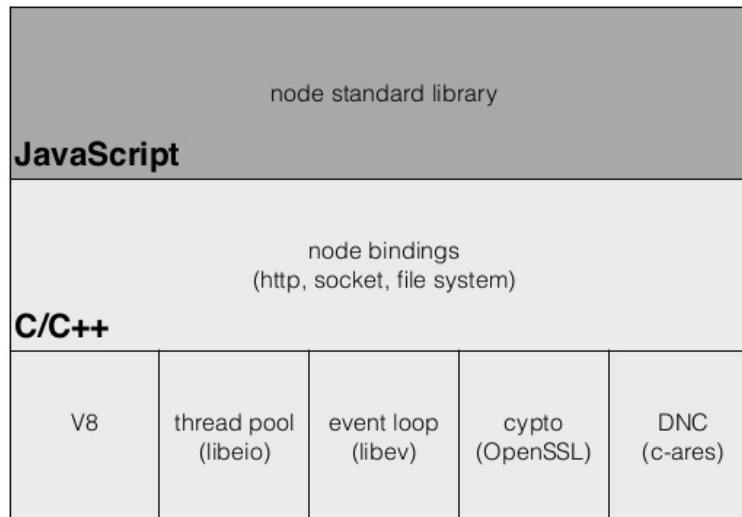 node standard library
JavaScript
node bindings
(http, socket, file system)
C/C++
V8
thread pool
(libeio)
event loop
(libev)
cypto
(OpenSSL)
DNC
(c-ares)